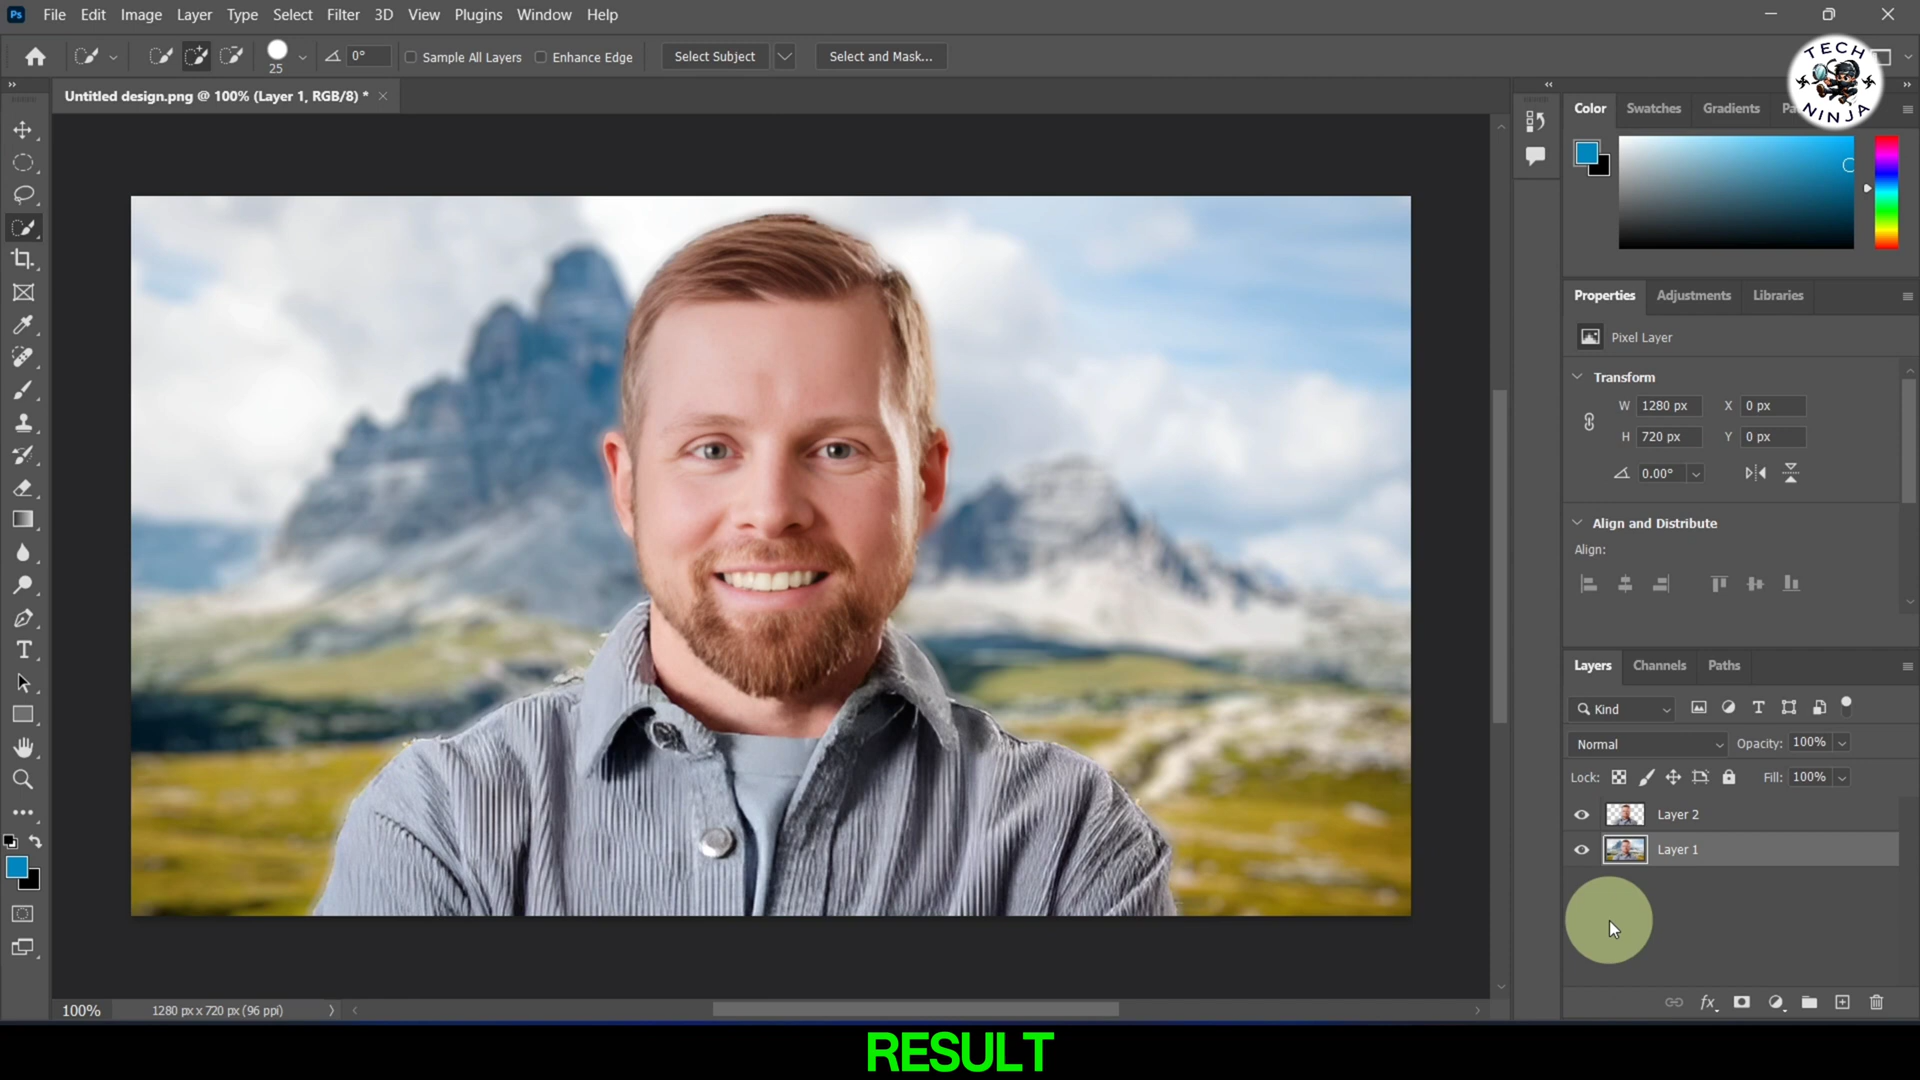 Ps File Edit Image Layer Type Select Filter 3D View Plugins Window Help
25 0° Sample All Layers Enhance Edge Select Subject Select and Mask...
TECH NINJA
Untitled design.png @ 100% (Layer 1, RGB/8) *
Color Swatches Gradients
Properties Adjustments Libraries
Pixel Layer
Transform
W 1280 px X 0 px
H 720 px Y 0 px
0.00°
Align and Distribute
Align:
Layers Channels Paths
Kind
Normal Opacity: 100%
Lock: Fill: 100%
Layer 2
Layer 1
100% 1280 px x 720 px (96 ppi)
fx
RESULT